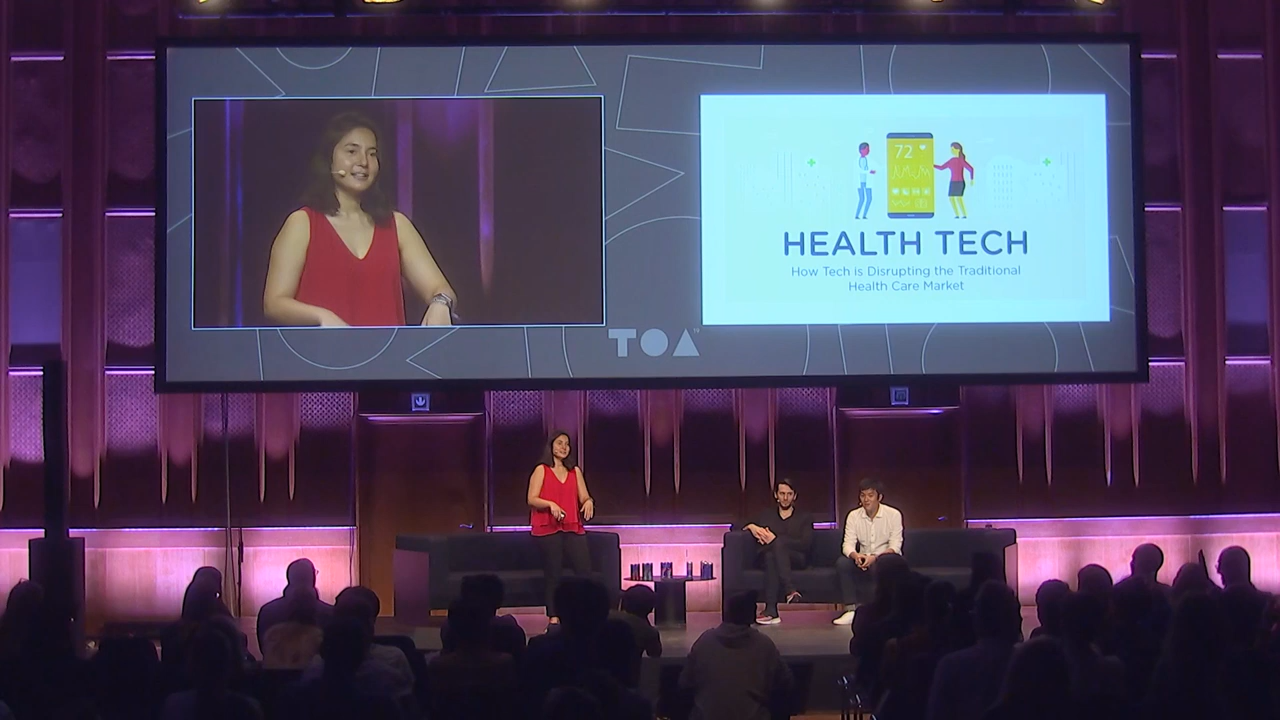 72
HEALTH TECH
How Tech is Disrupting the Traditional
Health Care Market
TOA